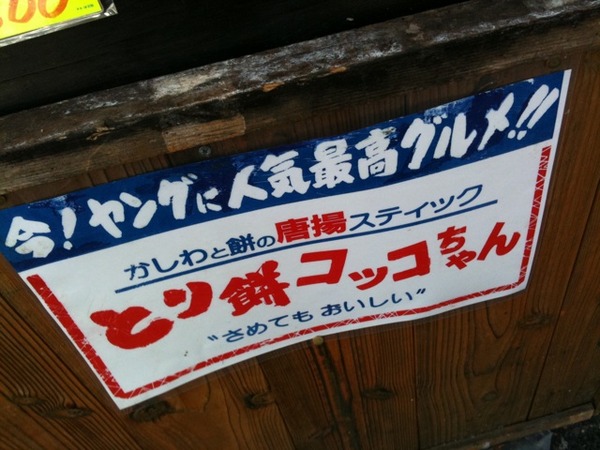 今!ヤングに人気最高グルメ!!
かしわと餅の唐揚スティック
とり餅コッコちゃん
"さめてもおいしい"